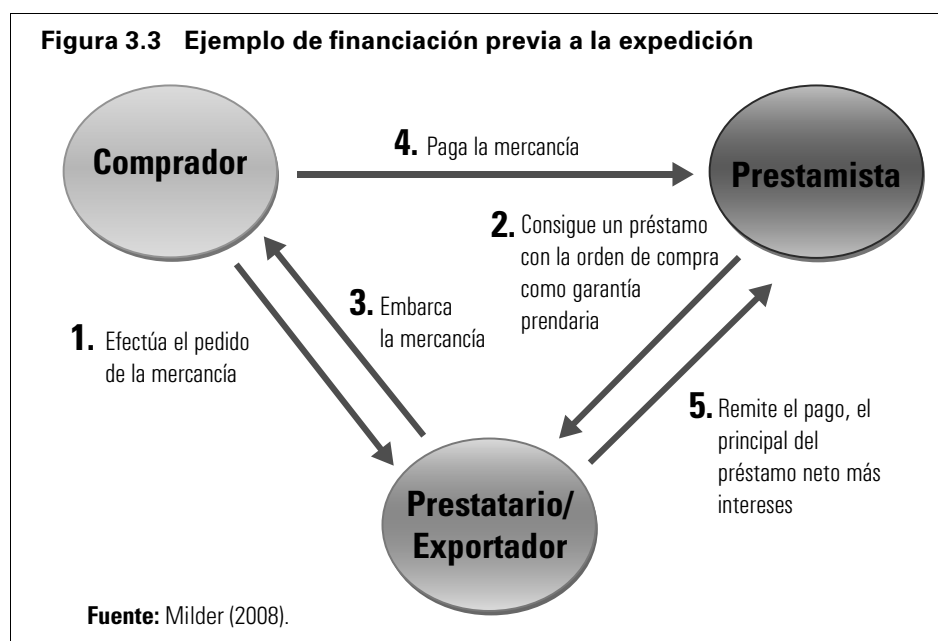 Figura 3.3 Ejemplo de financiación previa a la expedición
Comprador
4. Paga la mercancía
Prestamista
2. Consigue un préstamo
con la orden de compra
como garantía
prendaria
3. Embarca
la mercancía
1. Efectúa el pedido
de la mercancía
5. Remite el pago, el
principal del
préstamo neto más
intereses
Prestatario/
Exportador
Fuente: Milder (2008).